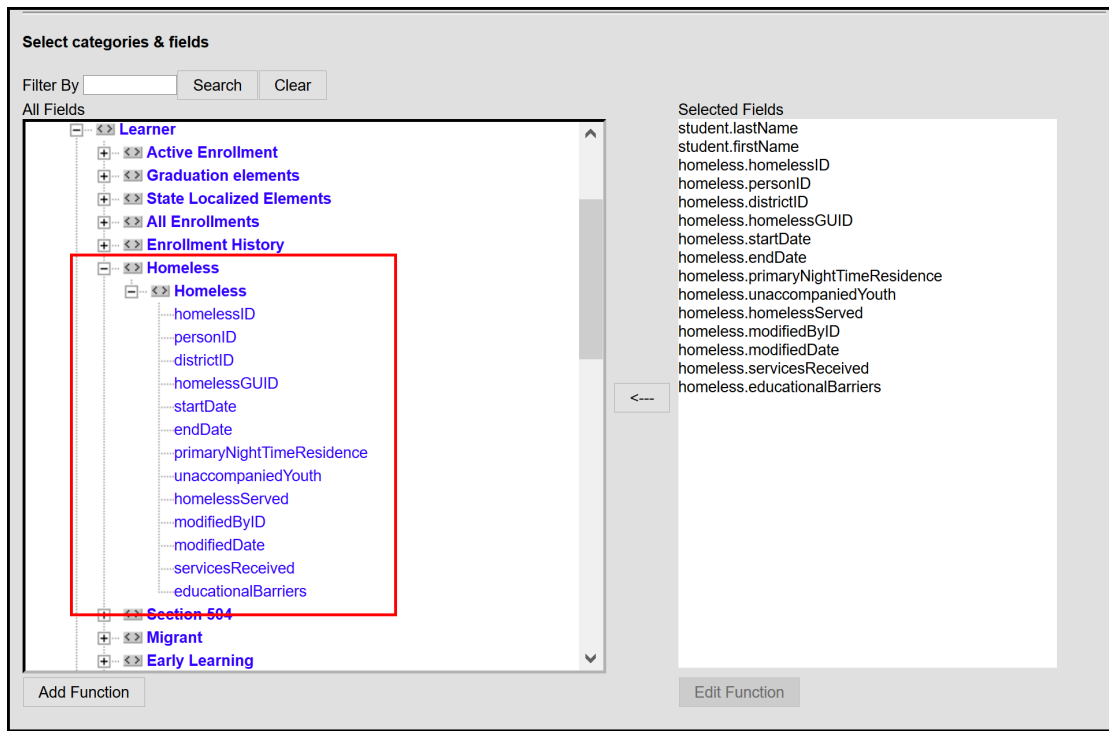 Select categories & fields
Filter By
Search
Clear
All Fields
Learner
Active Enrollment
Graduation elements
State Localized Elements
All Enrollments
Enrollment History
Homeless
Homeless
homelessID
personID
districtID
homelessGUID
startDate
endDate
primaryNightTimeResidence
unaccompaniedYouth
homelessServed
modifiedByID
modifiedDate
servicesReceived
educationalBarriers
Section 504
Migrant
Early Learning
Add Function
<---
Selected Fields
student.lastName
student.firstName
homeless.homelessID
homeless.personID
homeless.districtID
homeless.homelessGUID
homeless.startDate
homeless.endDate
homeless.primaryNightTimeResidence
homeless.unaccompaniedYouth
homeless.homelessServed
homeless.modifiedByID
homeless.modifiedDate
homeless.servicesReceived
homeless.educationalBarriers
Edit Function